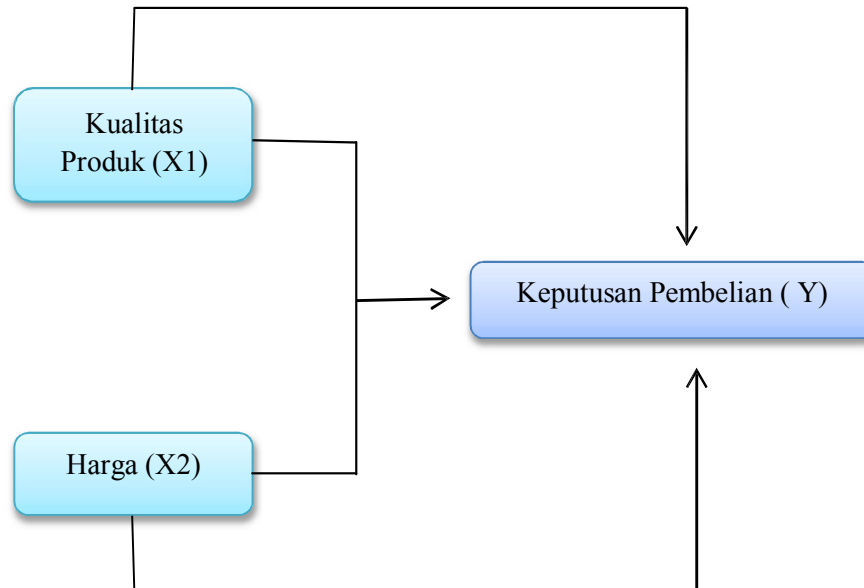 Kualitas
Produk (X1)
Keputusan Pembelian ( Y)
Harga (X2)